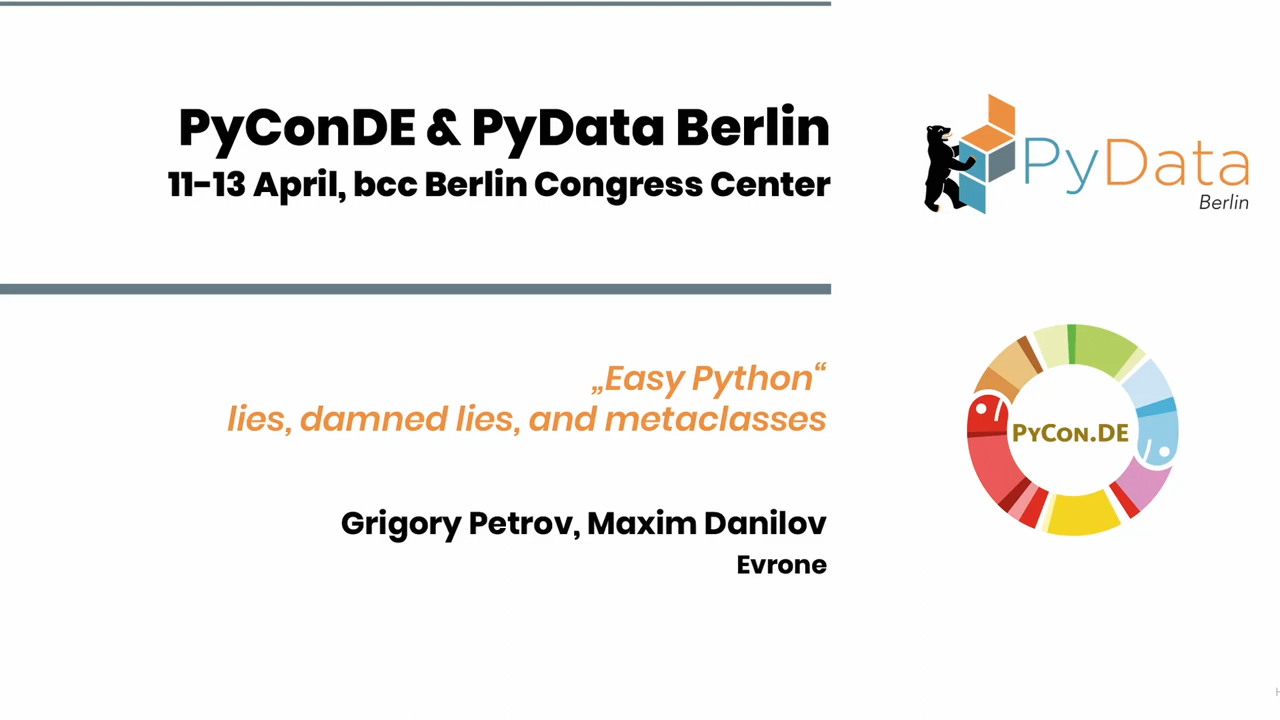 PyConDE & PyData Berlin
11-13 April, bcc Berlin Congress Center
PyData
Berlin
„Easy Python“
lies, damned lies, and metaclasses
PYCON.DE
Grigory Petrov, Maxim Danilov
Evrone